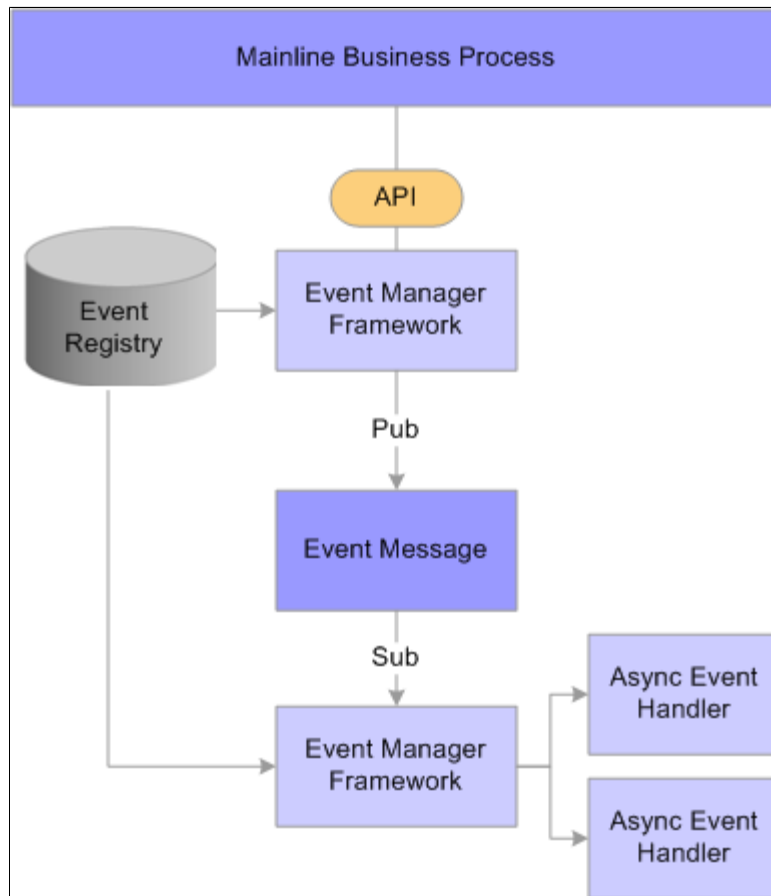 Mainline Business Process
API
Event Manager
Framework
Event
Registry
Pub
Event Message
Sub
Async Event
Handler
Event Manager
Framework
Async Event
Handler